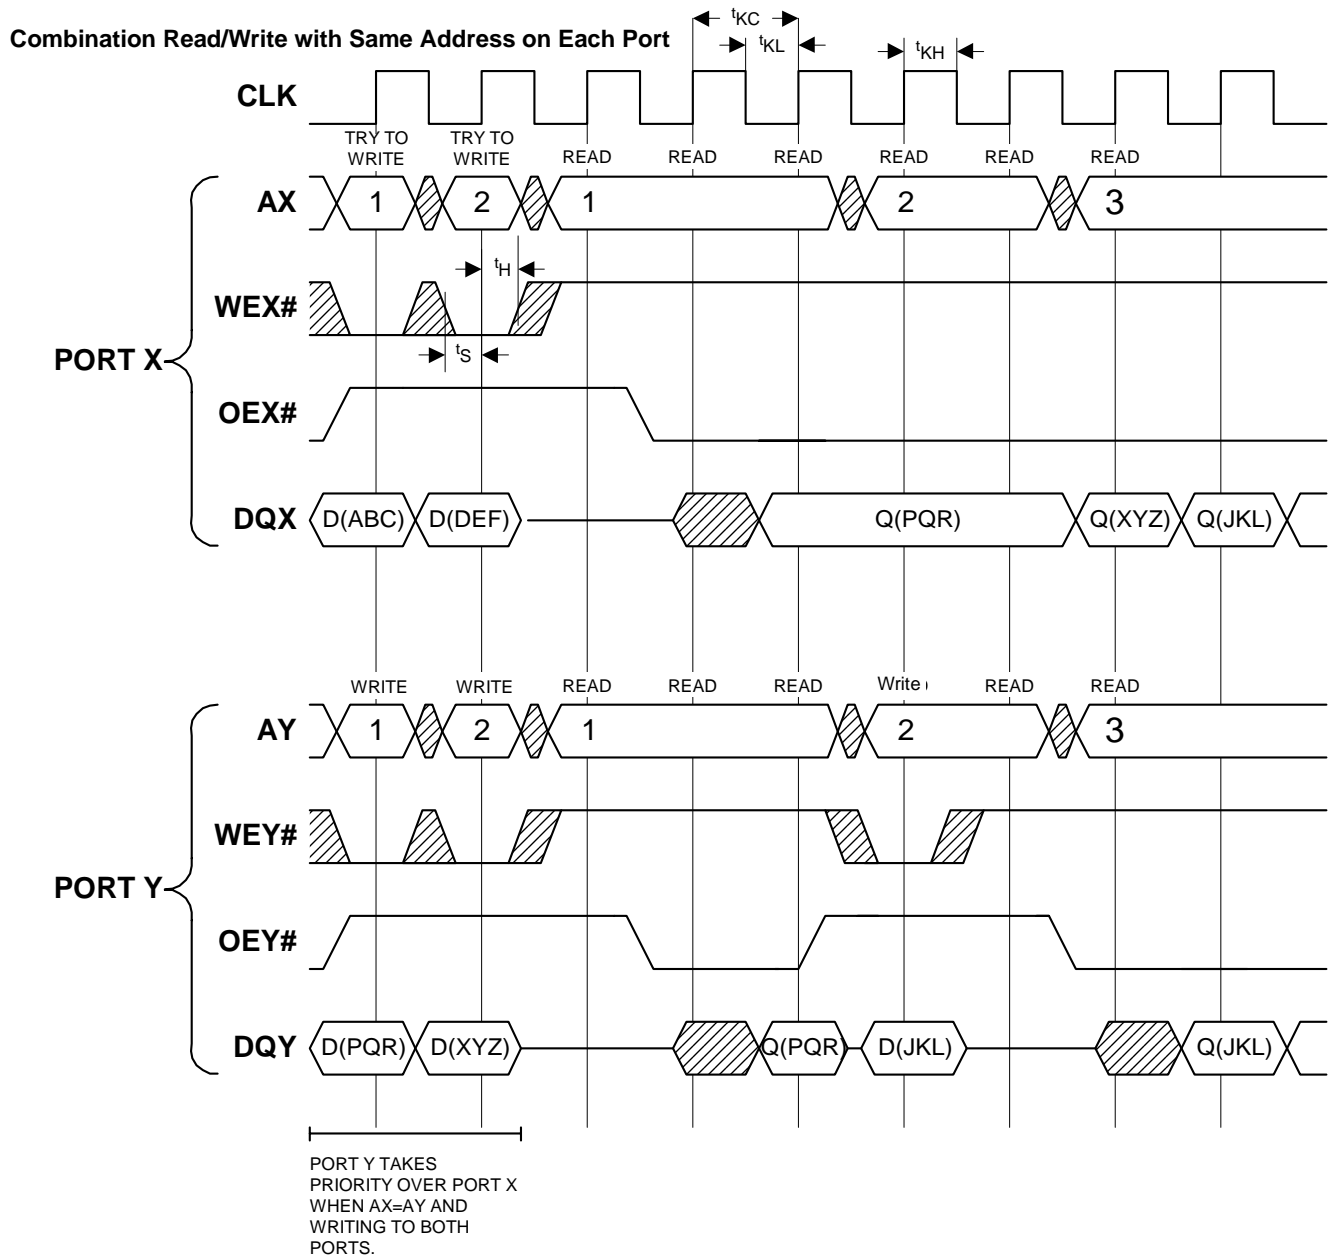 tKC
Combination Read/Write with Same Address on Each Port
tKL
tKH
CLK
TRY TO
WRITE
TRY TO
WRITE
READ
READ
READ
READ
READ
READ
AX
1
2
1
2
3
tH
WEX#
tS
PORT X
OEX#
DQX
D(ABC)
D(DEF)
Q(PQR)
Q(XYZ)
Q(JKL)
WRITE
WRITE
READ
READ
READ
Write
READ
READ
AY
1
2
1
2
3
WEY#
PORT Y
OEY#
DQY
D(PQR)
D(XYZ)
Q(PQR)
D(JKL)
Q(JKL)
PORT Y TAKES
PRIORITY OVER PORT X
WHEN AX=AY AND
WRITING TO BOTH
PORTS.